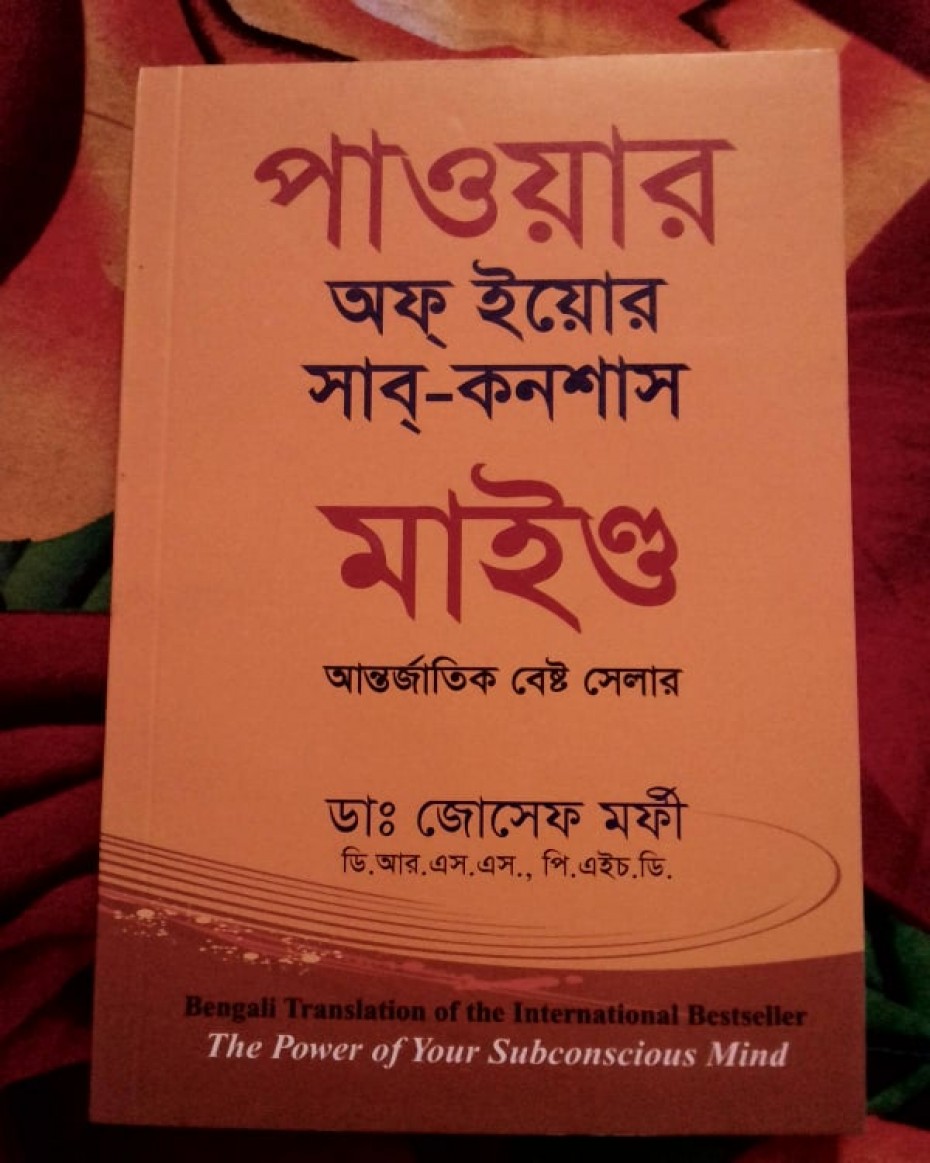 পাওয়ার
অফ্ ইয়োর
সাব্-কনশাস
মাইণ্ড
আন্তর্জাতিক বেষ্ট সেলার
ডাঃ জোসেফ মর্ফী
ডি.আর.এস.এস., পি.এইচ.ডি.
Bengali Translation of the International Bestseller
The Power of Your Subconscious Mind